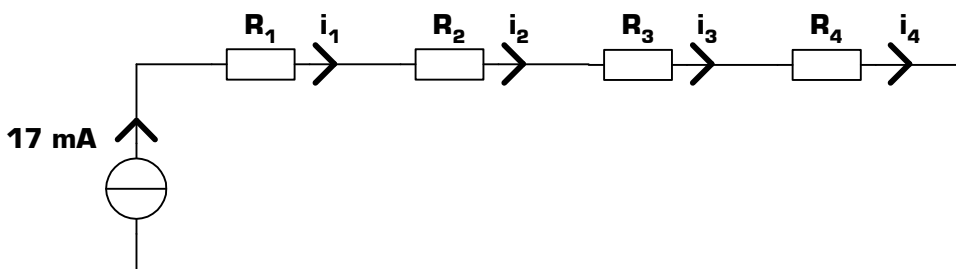 R₁ i₁ R₂ i₂ R₃ i₃ R₄ i₄
17 mA